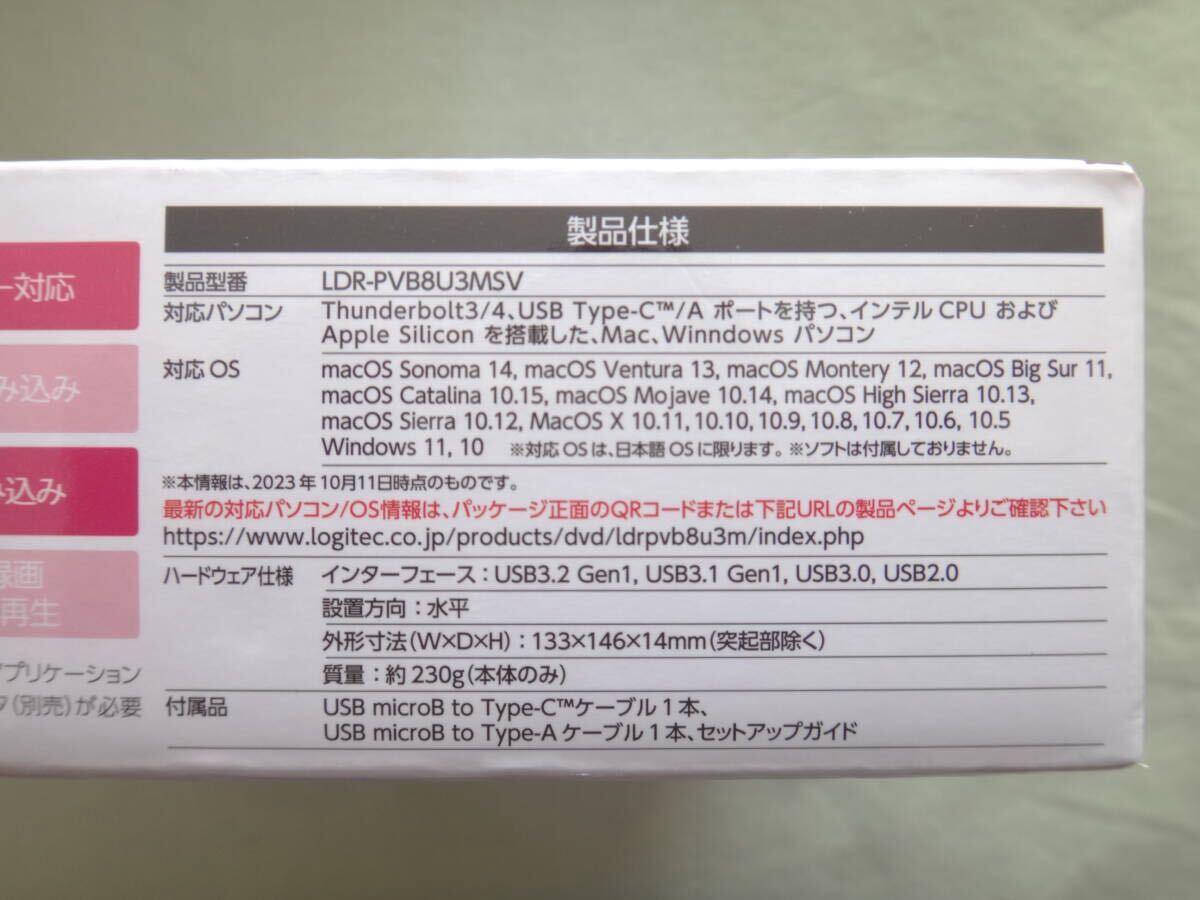 製品仕様
製品型番 LDR-PVB8U3MSV
対応パソコン Thunderbolt3/4、USB Type-C™/A ポートを持つ、インテル CPU および
Apple Silicon を搭載した、Mac、Winndows パソコン
対応 OS macOS Sonoma 14, macOS Ventura 13, macOS Montery 12, macOS Big Sur 11,
macOS Catalina 10.15, macOS Mojave 10.14, macOS High Sierra 10.13,
macOS Sierra 10.12, MacOS X 10.11, 10.10, 10.9, 10.8, 10.7, 10.6, 10.5
Windows 11, 10 ※対応 OS は、日本語 OS に限ります。※ソフトは付属しておりません。
※本情報は、2023 年 10月11日時点のものです。
最新の対応パソコン/OS情報は、パッケージ正面のQRコードまたは下記URLの製品ページよりご確認下さい
https://www.logitec.co.jp/products/dvd/ldrpvb8u3m/index.php
ハードウェア仕様 インターフェース：USB3.2 Gen1, USB3.1 Gen1, USB3.0, USB2.0
設置方向：水平
外形寸法(W×D×H)：133×146×14mm(突起部除く)
質量：約 230g(本体のみ)
付属品 USB microB to Type-C™ケーブル 1 本、
USB microB to Type-A ケーブル 1 本、セットアップガイド
ー対応
み込み
み込み
録画
再生
アプリケーション
タ(別売)が必要